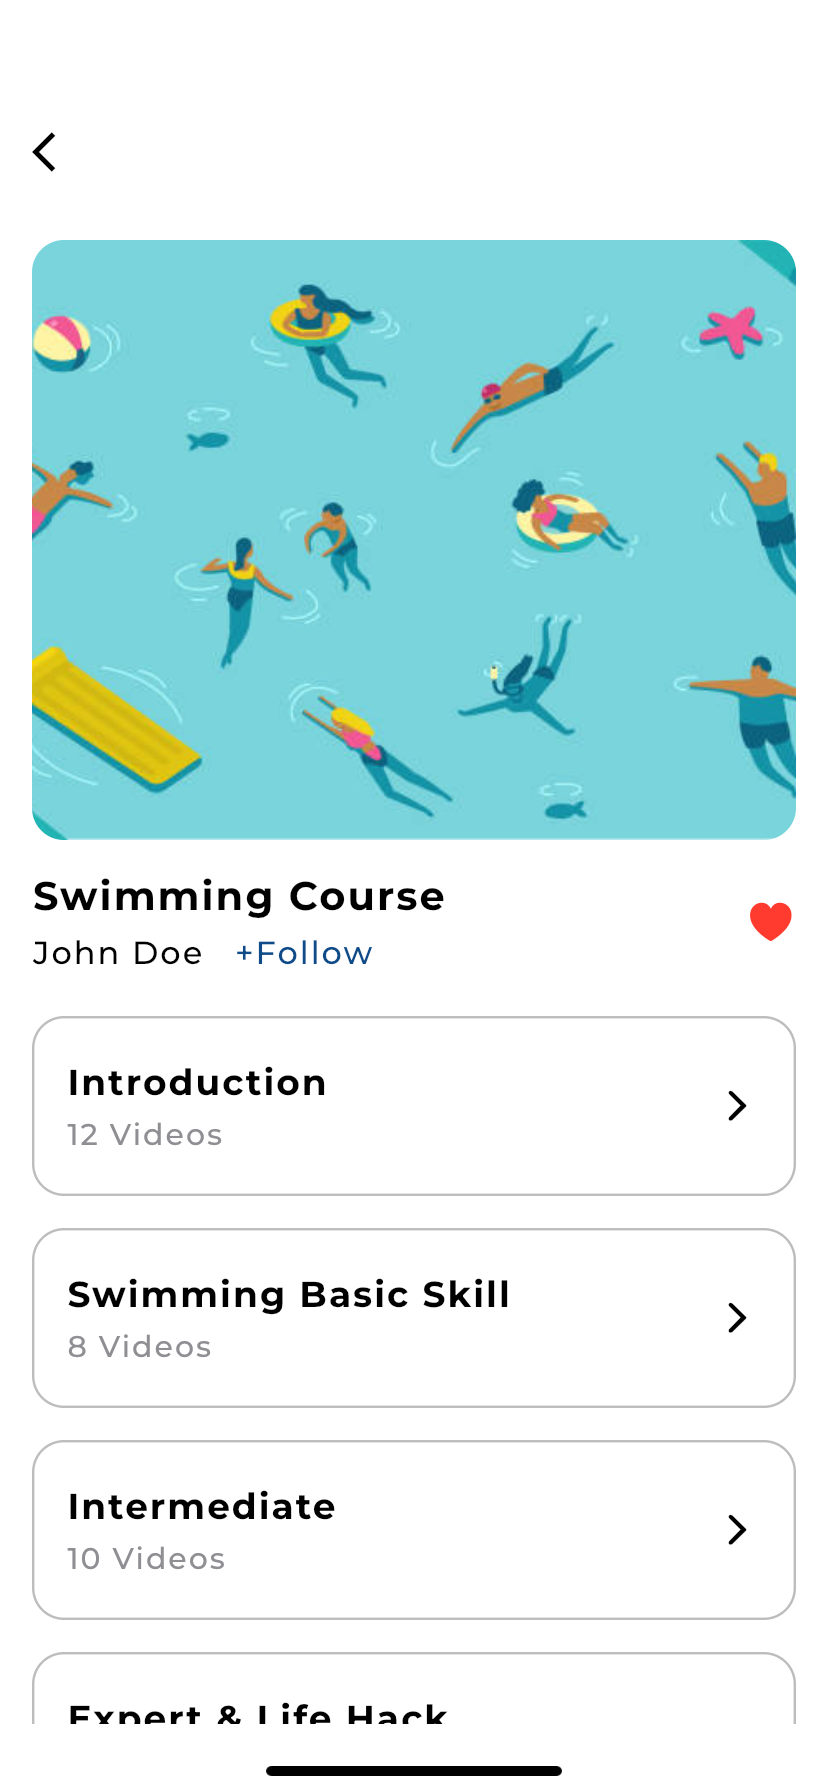 Swimming Course
John Doe +Follow
Introduction
12 Videos
Swimming Basic Skill
8 Videos
Intermediate
10 Videos
Expert & Life Hack